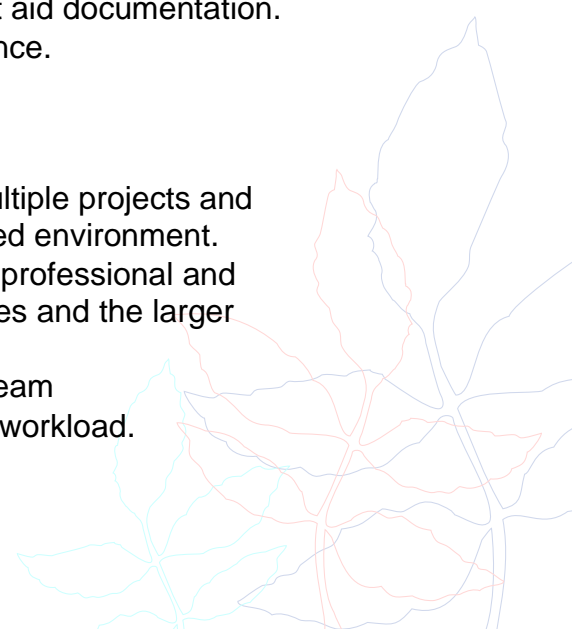 t aid documentation.
nce.
ultiple projects and
ed environment.
professional and
es and the larger
eam
workload.